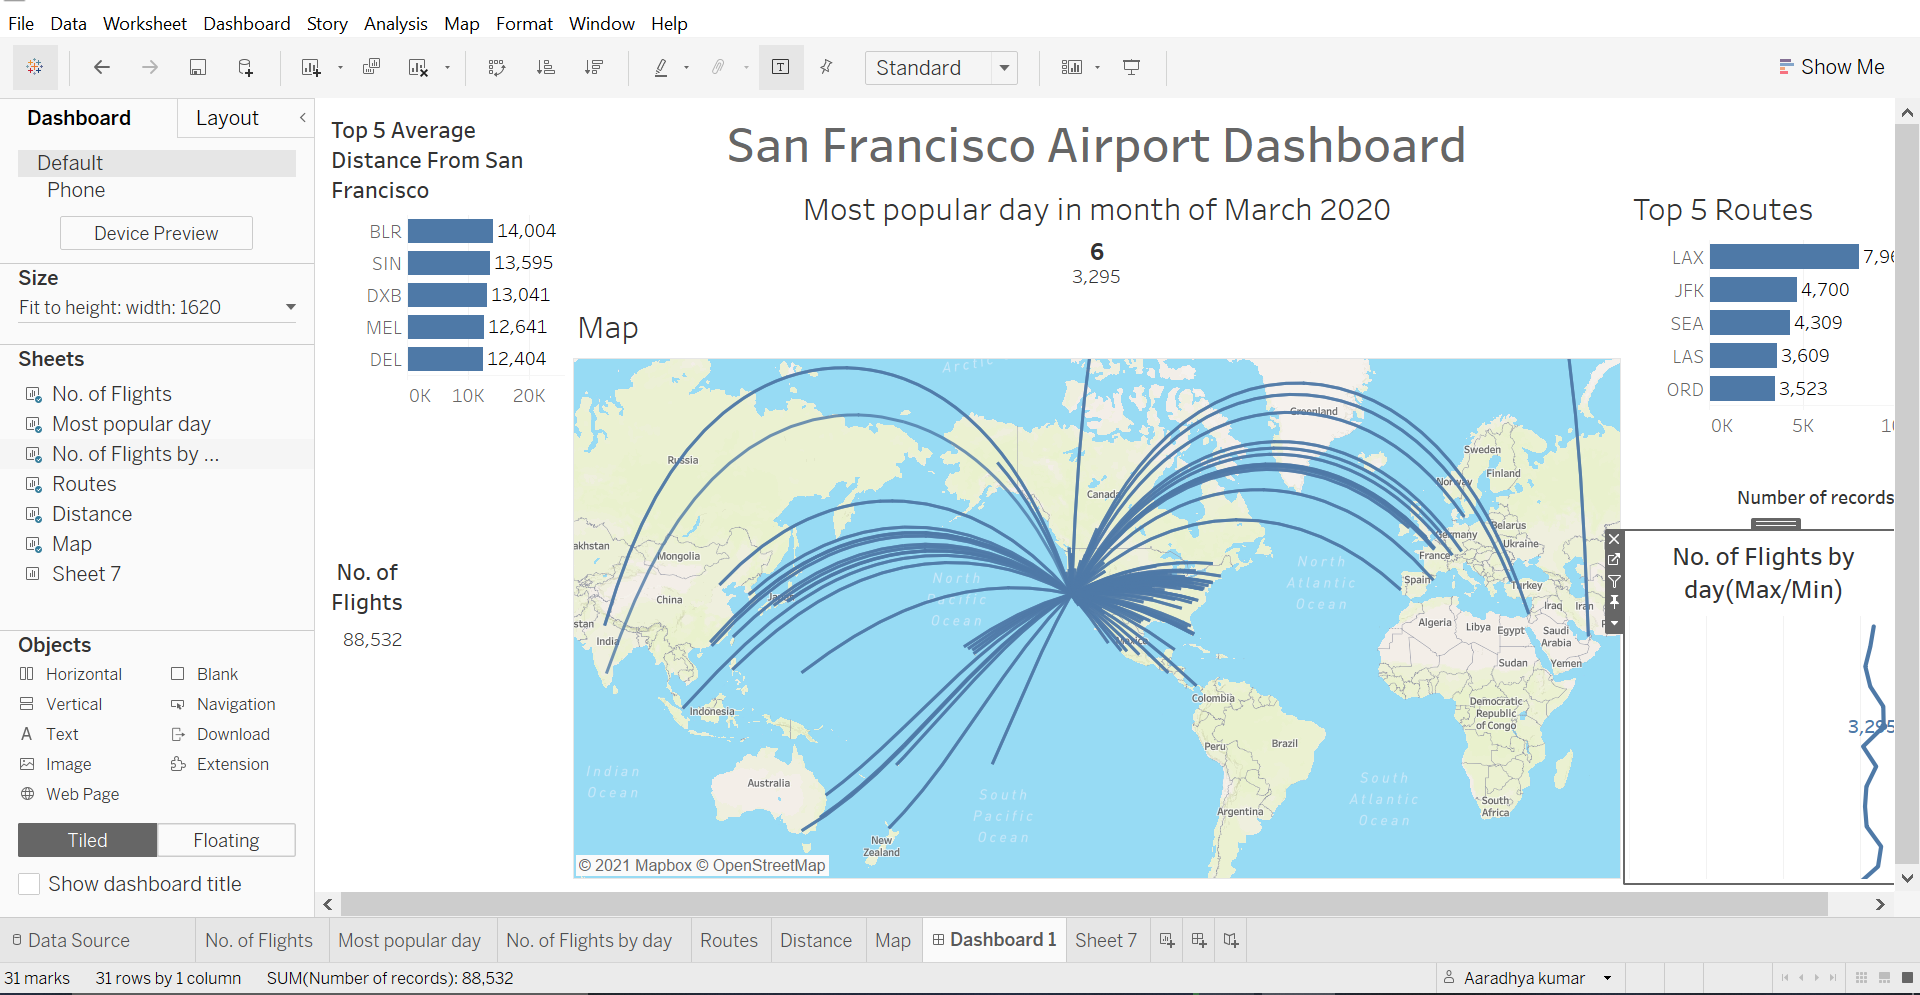 File Data Worksheet Dashboard Story Analysis Map Format Window Help
Standard
Show Me
Dashboard Layout
Default
Phone
Device Preview
Size
Fit to height: width: 1620
Sheets
No. of Flights
Most popular day
No. of Flights by ...
Routes
Distance
Map
Sheet 7
Objects
Horizontal Blank
Vertical Navigation
A Text Download
Image Extension
Web Page
Tiled Floating
Show dashboard title
Top 5 Average
Distance From San
Francisco
BLR 14,004
SIN 13,595
DXB 13,041
MEL 12,641
DEL 12,404
0K 10K 20K
No. of
Flights
88,532
San Francisco Airport Dashboard
Most popular day in month of March 2020
6
3,295
Map
Arctic
Greenland
Russia
Sweden
Finland
Norway
Canada
Belarus
Ukraine
Germany
France
akhstan
Mongolia
North
Pacific
Ocean
North
Atlantic
Ocean
Spain
Turkey
China
Japan
Iraq
Iran
stan
India
Algeria
Libya
Egypt
Saudi
Arabia
Mexico
Sudan
Yemen
Colombia
Indonesia
Democratic
Republic
of Congo
Peru
Brazil
Indian
Ocean
Australia
South
Pacific
Ocean
South
Atlantic
Ocean
South
Africa
Argentina
New
Zealand
© 2021 Mapbox © OpenStreetMap
Top 5 Routes
LAX 7,96
JFK 4,700
SEA 4,309
LAS 3,609
ORD 3,523
0K 5K 10
Number of records
No. of Flights by
day(Max/Min)
3,295
Data Source No. of Flights Most popular day No. of Flights by day Routes Distance Map Dashboard 1 Sheet 7
31 marks 31 rows by 1 column SUM(Number of records): 88,532 Aaradhya kumar